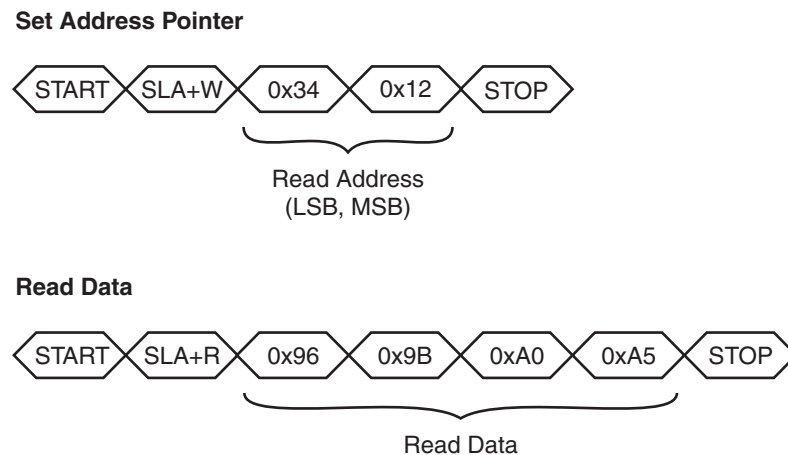 Set Address Pointer
START SLA+W 0x34 0x12 STOP
Read Address
(LSB, MSB)
Read Data
START SLA+R 0x96 0x9B 0xA0 0xA5 STOP
Read Data